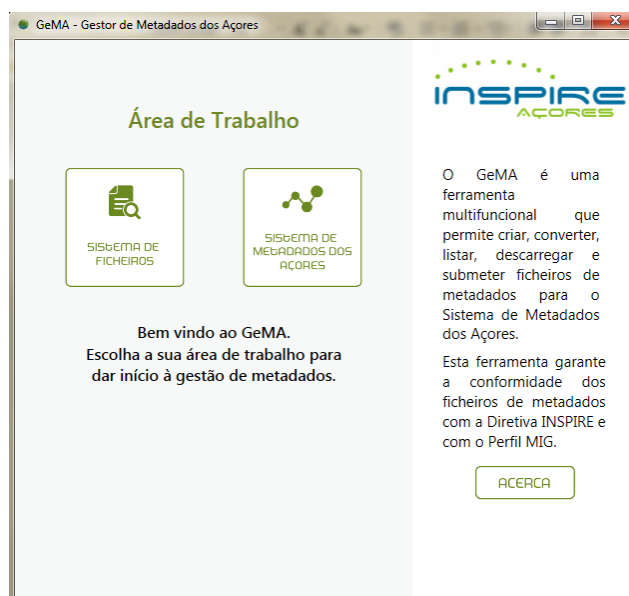 GeMA - Gestor de Metadados dos Açores
Área de Trabalho
SISTEMA DE
FICHEIROS
SISTEMA DE
METADADOS DOS
AÇORES
Bem vindo ao GeMA.
Escolha a sua área de trabalho para
dar início à gestão de metadados.
INSPIRE
AÇORES
O GeMA é uma
ferramenta
multifuncional que
permite criar, converter,
listar, descarregar e
submeter ficheiros de
metadados para o
Sistema de Metadados
dos Açores.
Esta ferramenta garante
a conformidade dos
ficheiros de metadados
com a Diretiva INSPIRE e
com o Perfil MIG.
ACERCA